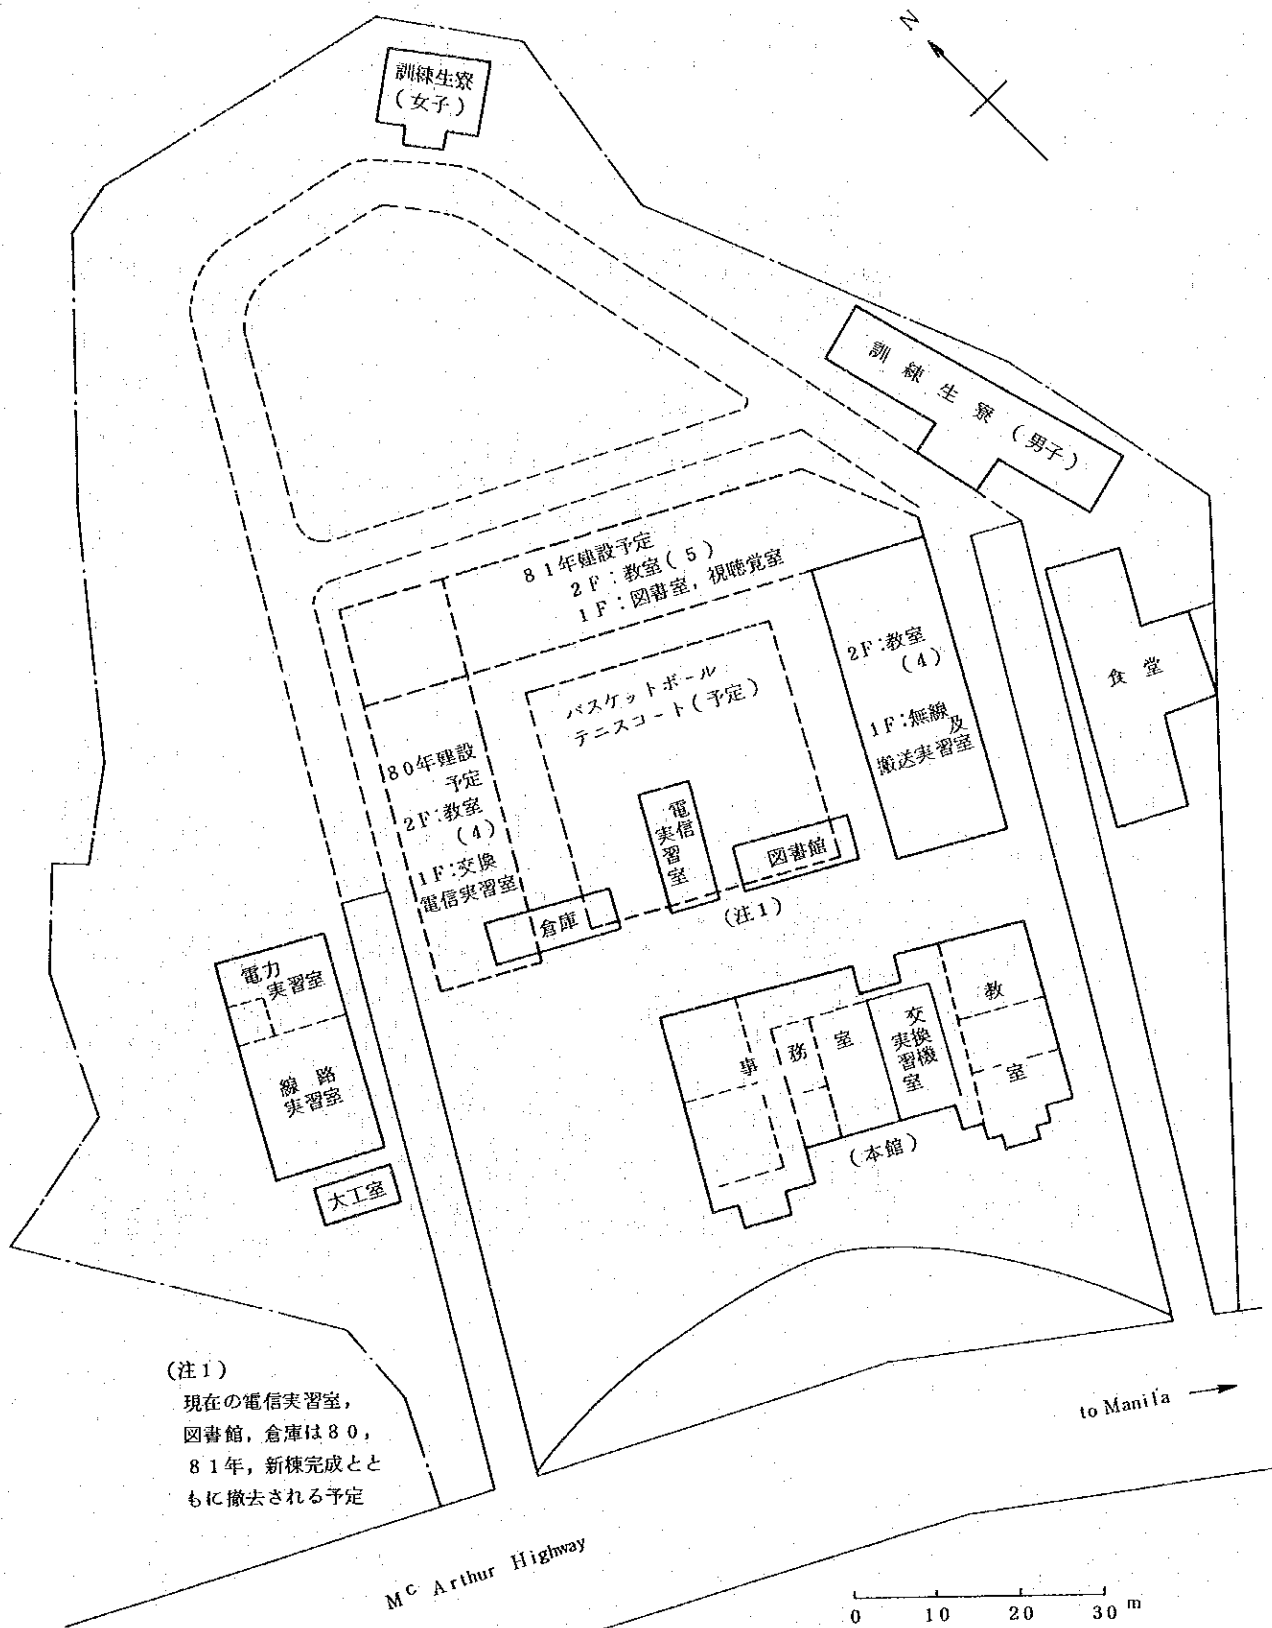 N
訓練生寮
(女子)
訓練生寮(男子)
81年建設予定
2F:教室(5)
1F:図書室,視聴覚室
2F:教室
(4)
1F:無線及
搬送実習室
食堂
バスケットボール
テニスコート(予定)
80年建設
予定
2F:教室
(4)
1F:交換
電信実習室
電信
実習室
図書館
(注1)
倉庫
電力
実習室
線路
実習室
大工室
事務室
交換機
実習室
教室
(本館)
(注1)
現在の電信実習室,
図書館,倉庫は80,
81年,新棟完成とと
もに撤去される予定
to Manila
Mc Arthur Highway
0 10 20 30 m